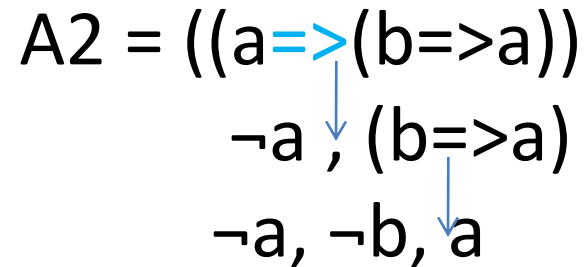 A2 = ((a=>(b=>a))
¬a , (b=>a)
¬a, ¬b, a